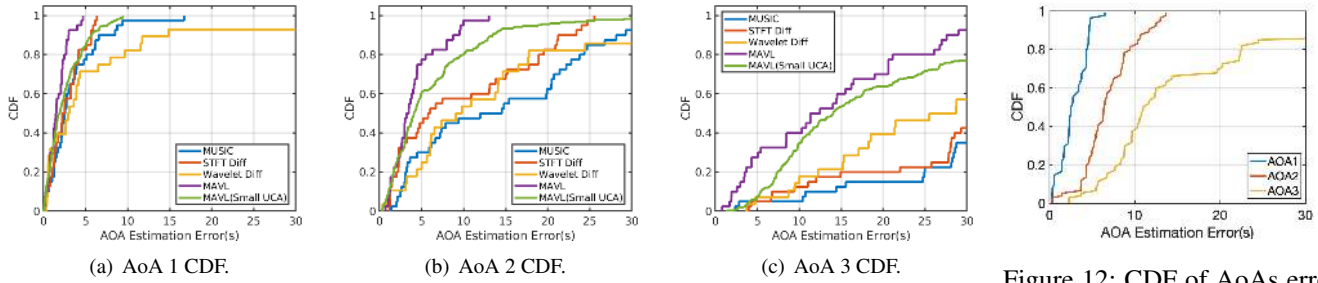 1
0.8
0.6
0.4
0.2
0
CDF
0 5 10 15 20 25 30
AOA Estimation Error(s)
MUSIC
STFT Diff
Wavelet Diff
MAVL
MAVL(Small UCA)
(a) AoA 1 CDF.
1
0.8
0.6
0.4
0.2
0
CDF
0 5 10 15 20 25 30
AOA Estimation Error(s)
MUSIC
STFT Diff
Wavelet Diff
MAVL
MAVL(Small UCA)
(b) AoA 2 CDF.
1
0.8
0.6
0.4
0.2
0
CDF
0 5 10 15 20 25 30
AOA Estimation Error(s)
MUSIC
STFT Diff
Wavelet Diff
MAVL
MAVL(Small UCA)
(c) AoA 3 CDF.
1
0.8
0.6
0.4
0.2
0
CDF
0 10 20 30
AOA Estimation Error(s)
AOA1
AOA2
AOA3
Figure 12: CDF of AoAs erro